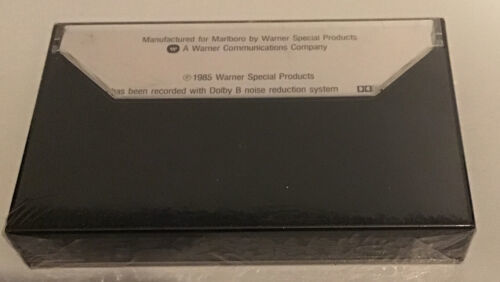 Manufactured for Marlboro by Warner Special Products
A Warner Communications Company
℗1985 Warner Special Products
has been recorded with Dolby B noise reduction system